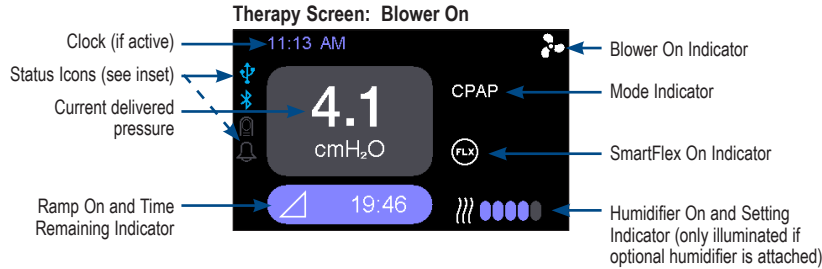 Therapy Screen: Blower On
Clock (if active)
11:13 AM
Blower On Indicator
Status Icons (see inset)
Current delivered
pressure
4.1
cmH₂O
CPAP
Mode Indicator
FLX
SmartFlex On Indicator
Ramp On and Time
Remaining Indicator
19:46
Humidifier On and Setting
Indicator (only illuminated if
optional humidifier is attached)